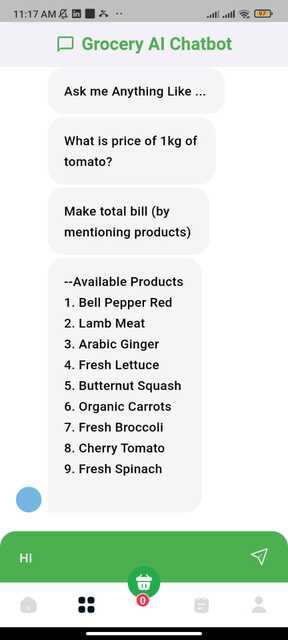 11:17 AM
97
Grocery AI Chatbot
Ask me Anything Like ...
What is price of 1kg of
tomato?
Make total bill (by
mentioning products)
--Available Products
1. Bell Pepper Red
2. Lamb Meat
3. Arabic Ginger
4. Fresh Lettuce
5. Butternut Squash
6. Organic Carrots
7. Fresh Broccoli
8. Cherry Tomato
9. Fresh Spinach
Hi
0